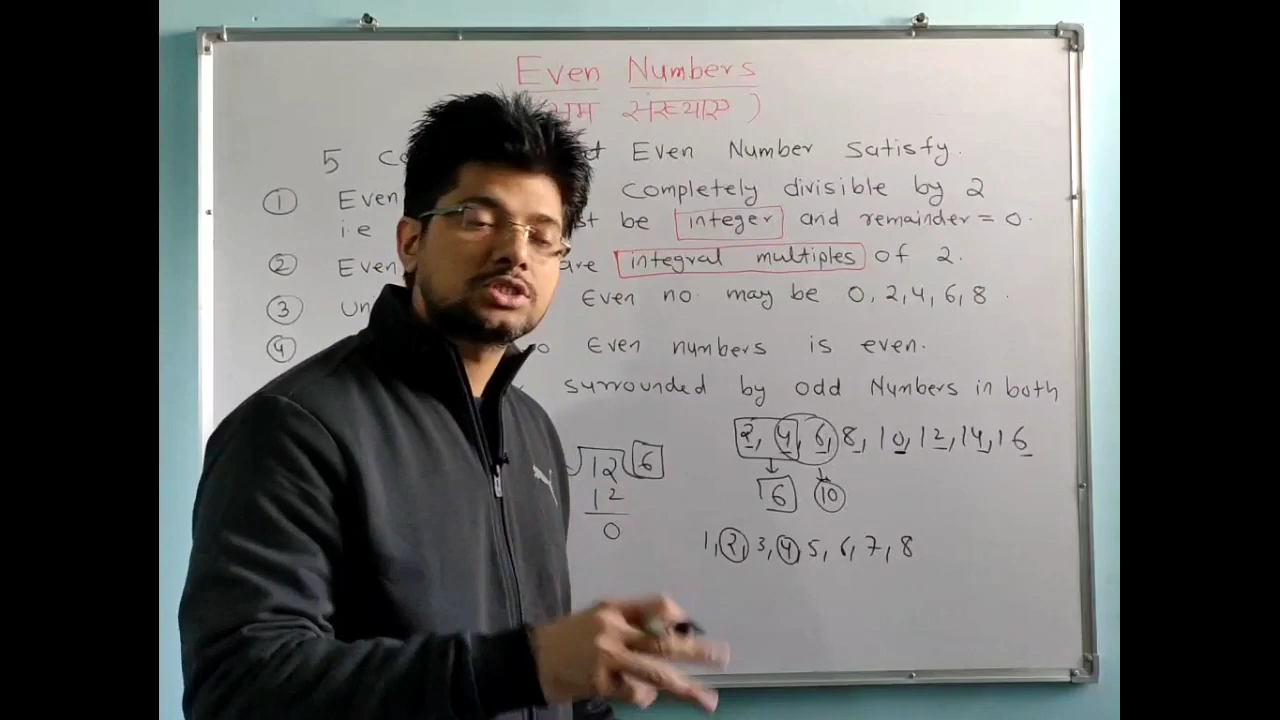 Even Numbers
सम संख्याए )
5 Even Number Satisfy.
① Even completely divisible by 2
i.e be integer and remainder = 0.
② Even are integral multiples of 2.
③ Even no. may be 0, 2, 4, 6, 8.
④ Even numbers is even.
surrounded by odd Numbers in both
2, 4, 6, 8, 10, 12, 14, 16
12 6
12
0
6 10
1, 2, 3, 4, 5, 6, 7, 8